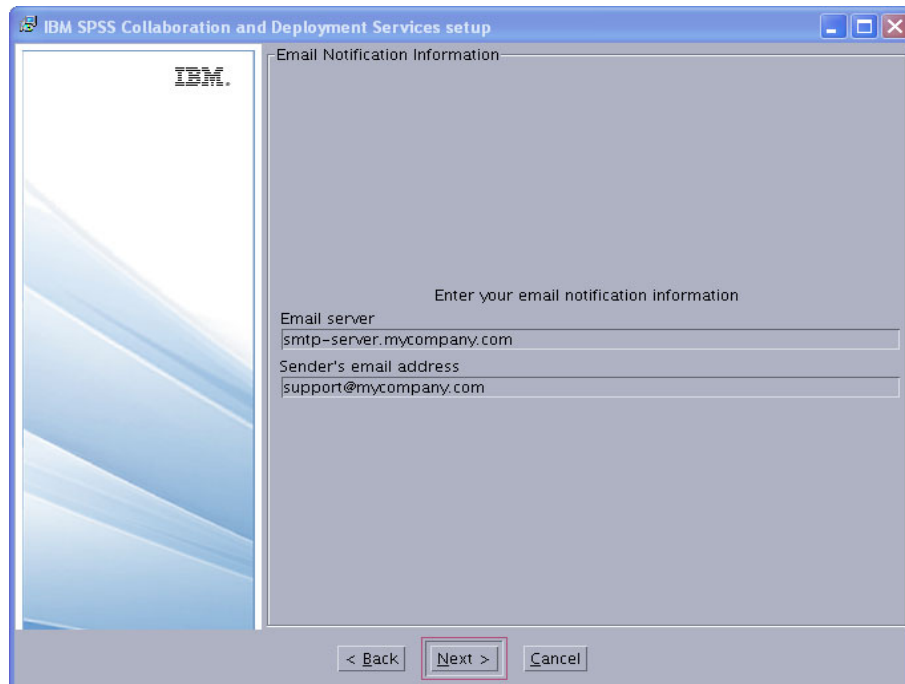 IBM SPSS Collaboration and Deployment Services setup
IBM.
Email Notification Information
Enter your email notification information
Email server
smtp-server.mycompany.com
Sender's email address
support@mycompany.com
< Back Next > Cancel